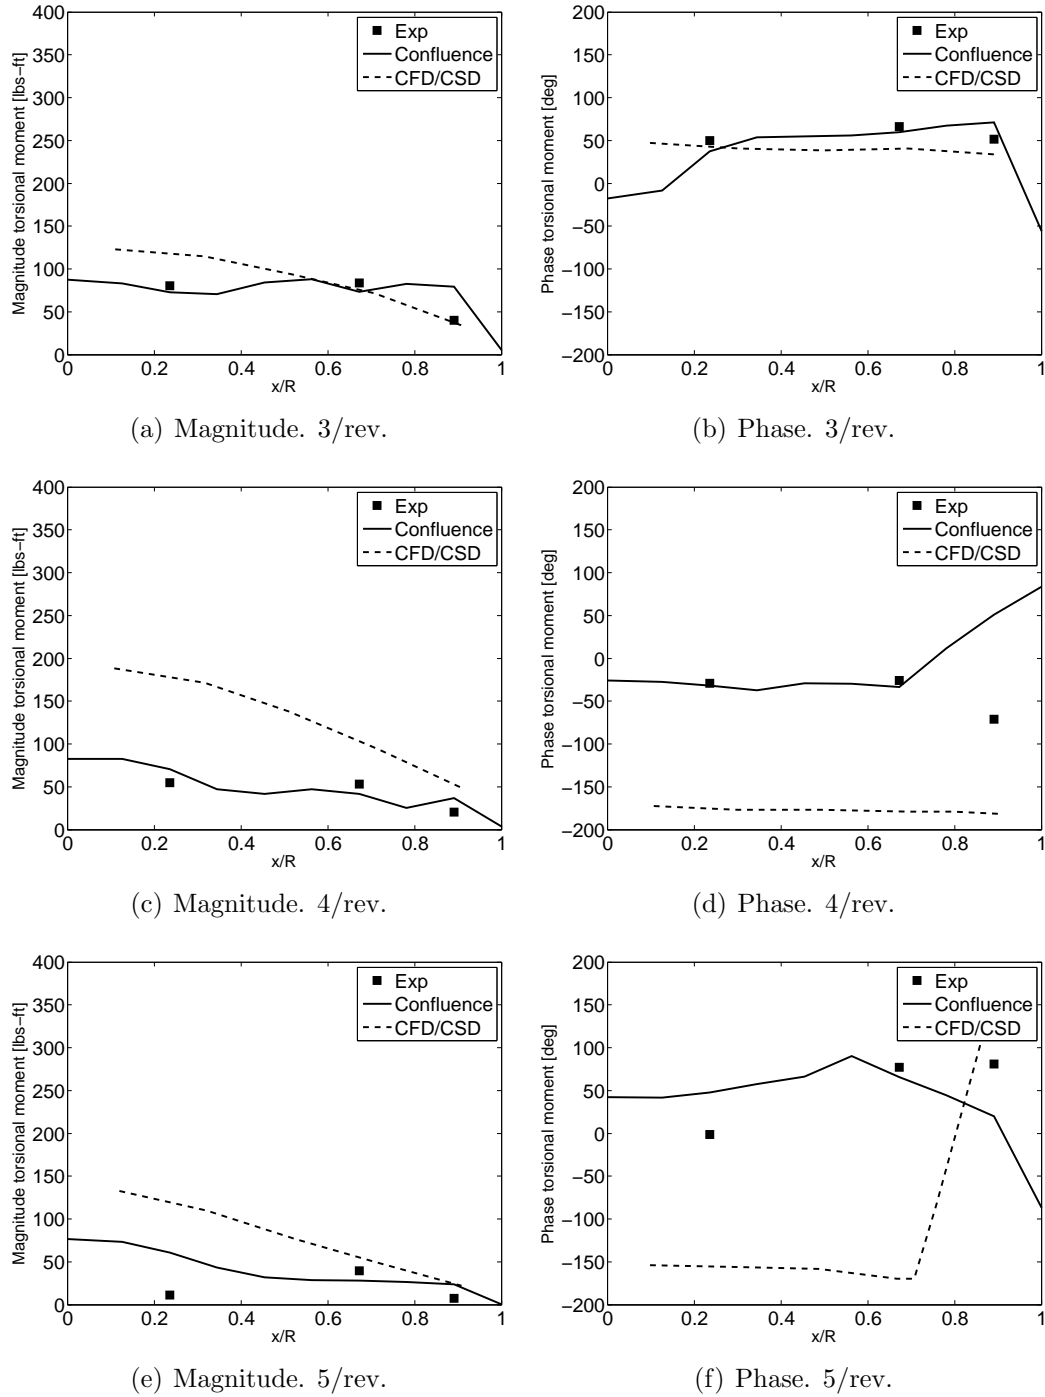 400
350
300
250
200
150
100
50
0
Magnitude torsional moment [lbs−ft]
Exp
Confluence
CFD/CSD
0 0.2 0.4 0.6 0.8 1
x/R
(a) Magnitude. 3/rev.
200
150
100
50
0
−50
−100
−150
−200
Phase torsional moment [deg]
Exp
Confluence
CFD/CSD
0 0.2 0.4 0.6 0.8 1
x/R
(b) Phase. 3/rev.
400
350
300
250
200
150
100
50
0
Magnitude torsional moment [lbs−ft]
Exp
Confluence
CFD/CSD
0 0.2 0.4 0.6 0.8 1
x/R
(c) Magnitude. 4/rev.
200
150
100
50
0
−50
−100
−150
−200
Phase torsional moment [deg]
Exp
Confluence
CFD/CSD
0 0.2 0.4 0.6 0.8 1
x/R
(d) Phase. 4/rev.
400
350
300
250
200
150
100
50
0
Magnitude torsional moment [lbs−ft]
Exp
Confluence
CFD/CSD
0 0.2 0.4 0.6 0.8 1
x/R
(e) Magnitude. 5/rev.
200
150
100
50
0
−50
−100
−150
−200
Phase torsional moment [deg]
Exp
Confluence
CFD/CSD
0 0.2 0.4 0.6 0.8 1
x/R
(f) Phase. 5/rev.